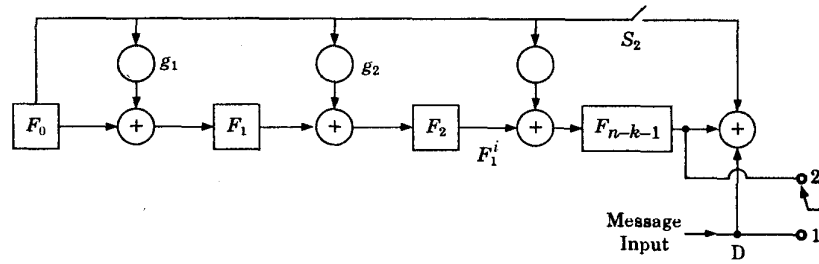 S₂
g₁
g₂
F₀
+
F₁
+
F₂
+
Fₙ₋ₖ₋₁
+
F₁ⁱ
2
Message
Input
D
1